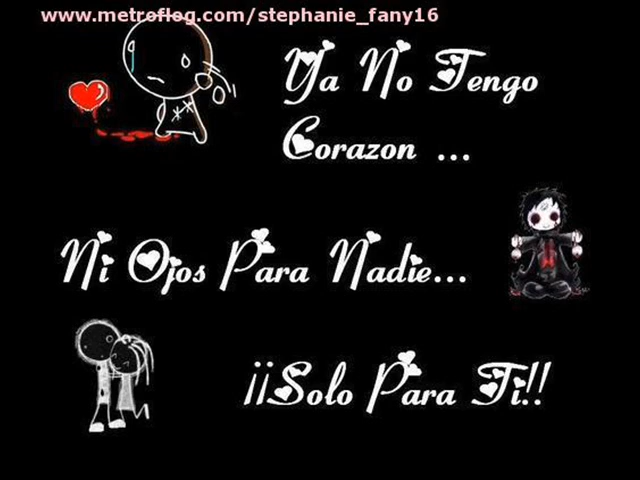 www.metroflog.com/stephanie_fany16
Ya No Tengo
Corazon ...
Ni Ojos Para Nadie...
¡¡Solo Para Ti!!